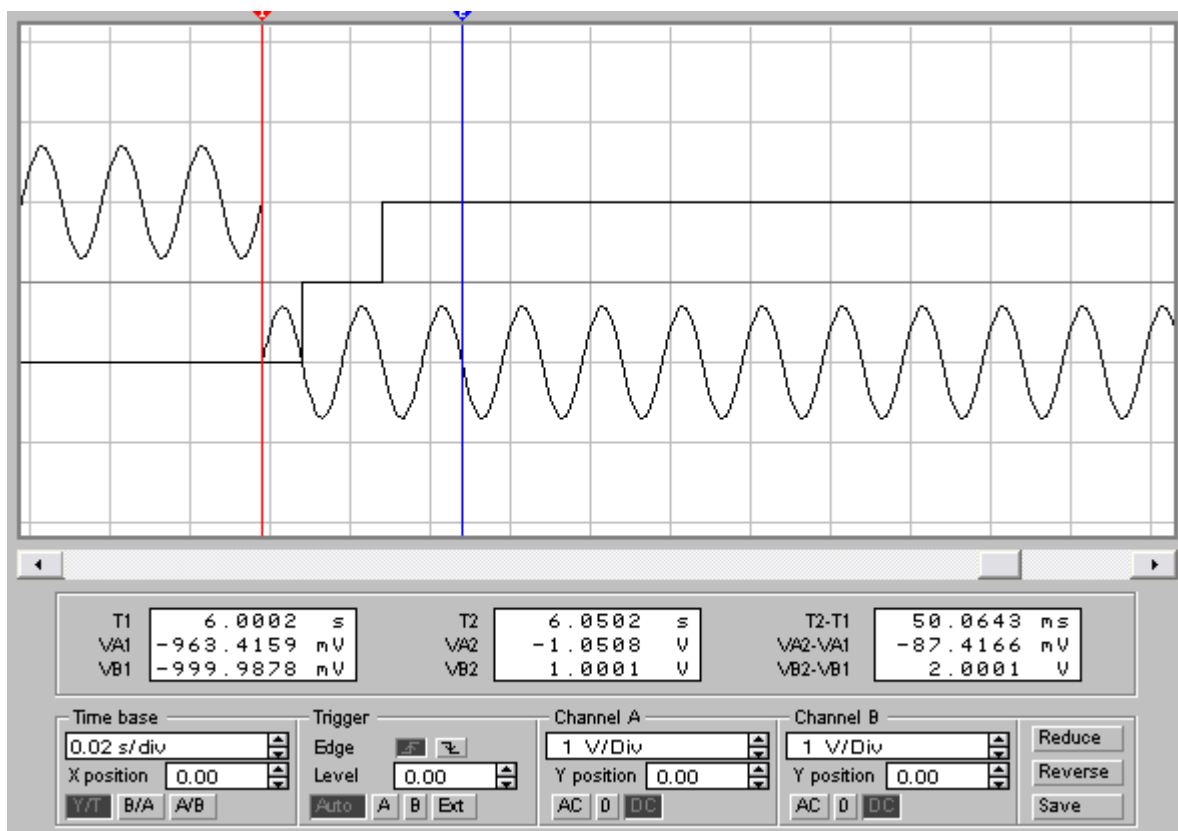 1 2
T1 6.0002 s T2 6.0502 s T2-T1 50.0643 ms
VA1 -963.4159 mV VA2 -1.0508 V VA2-VA1 -87.4166 mV
VB1 -999.9878 mV VB2 1.0001 V VB2-VB1 2.0001 V
Time base Trigger Channel A Channel B
0.02 s/div Edge 1 V/Div 1 V/Div Reduce
X position 0.00 Level 0.00 Y position 0.00 Y position 0.00 Reverse
Y/T B/A A/B Auto A B Ext AC 0 DC AC 0 DC Save